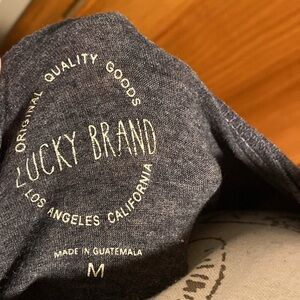 ORIGINAL QUALITY GOODS
LUCKY BRAND
LOS ANGELES CALIFORNIA
MADE IN GUATEMALA
M